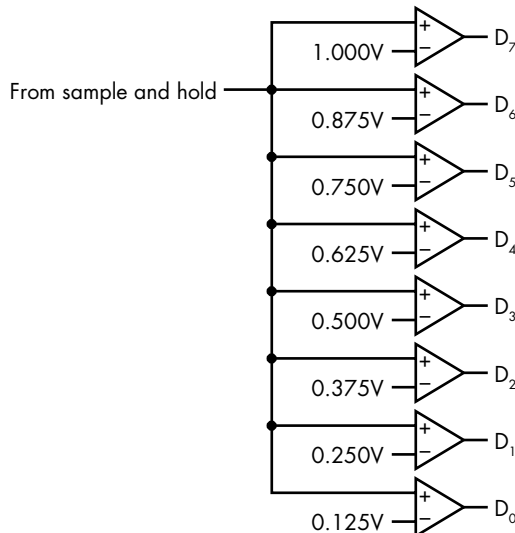 +
−
1.000V
D₇
From sample and hold
+
−
0.875V
D₆
+
−
0.750V
D₅
+
−
0.625V
D₄
+
−
0.500V
D₃
+
−
0.375V
D₂
+
−
0.250V
D₁
+
−
0.125V
D₀